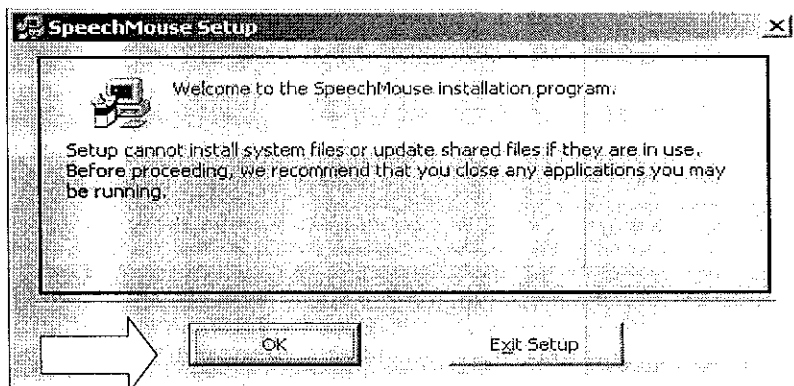 SpeechMouse Setup
Welcome to the SpeechMouse installation program.
Setup cannot install system files or update shared files if they are in use.
Before proceeding, we recommend that you close any applications you may
be running.
OK
Exit Setup